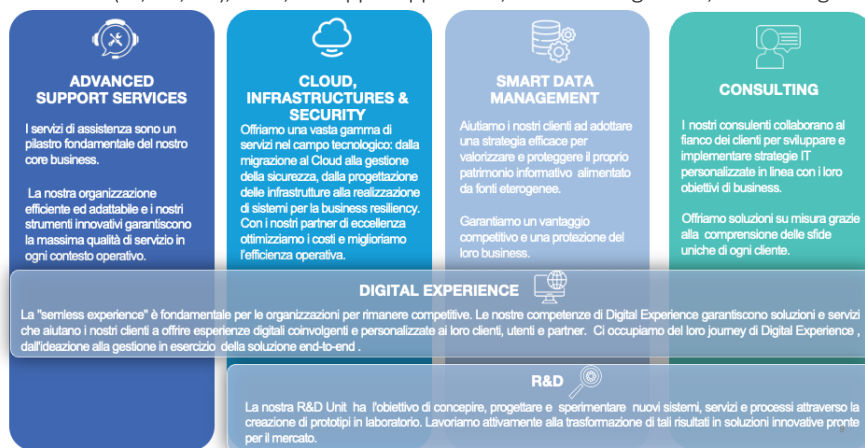 ADVANCED
SUPPORT SERVICES
I servizi di assistenza sono un
pilastro fondamentale del nostro
core business.
La nostra organizzazione
efficiente ed adattabile e i nostri
strumenti innovativi garantiscono
la massima qualità di servizio in
ogni contesto operativo.
CLOUD,
INFRASTRUCTURES &
SECURITY
Offriamo una vasta gamma di
servizi nel campo tecnologico: dalla
migrazione al Cloud alla gestione
della sicurezza, dalla progettazione
delle infrastrutture alla realizzazione
di sistemi per la business resiliency.
Con i nostri partner di eccellenza
ottimizziamo i costi e miglioriamo
l'efficienza operativa.
SMART DATA
MANAGEMENT
Aiutiamo i nostri clienti ad adottare
una strategia efficace per
valorizzare e proteggere il proprio
patrimonio informativo alimentato
da fonti eterogenee.
Garantiamo un vantaggio
competitivo e una protezione del
loro business.
CONSULTING
I nostri consulenti collaborano al
fianco dei clienti per sviluppare e
implementare strategie IT
personalizzate in linea con i loro
obiettivi di business.
Offriamo soluzioni su misura grazie
alla comprensione delle sfide
uniche di ogni cliente.
DIGITAL EXPERIENCE
La "semless experience" è fondamentale per le organizzazioni per rimanere competitive. Le nostre competenze di Digital Experience garantiscono soluzioni e servizi
che aiutano i nostri clienti a offrire esperienze digitali coinvolgenti e personalizzate ai loro clienti, utenti e partner. Ci occupiamo del loro journey di Digital Experience ,
dall'ideazione alla gestione in esercizio della soluzione end-to-end .
R&D
La nostra R&D Unit ha l'obiettivo di concepire, progettare e sperimentare nuovi sistemi, servizi e processi attraverso la
creazione di prototipi in laboratorio. Lavoriamo attivamente alla trasformazione di tali risultati in soluzioni innovative pronte
per il mercato.
9